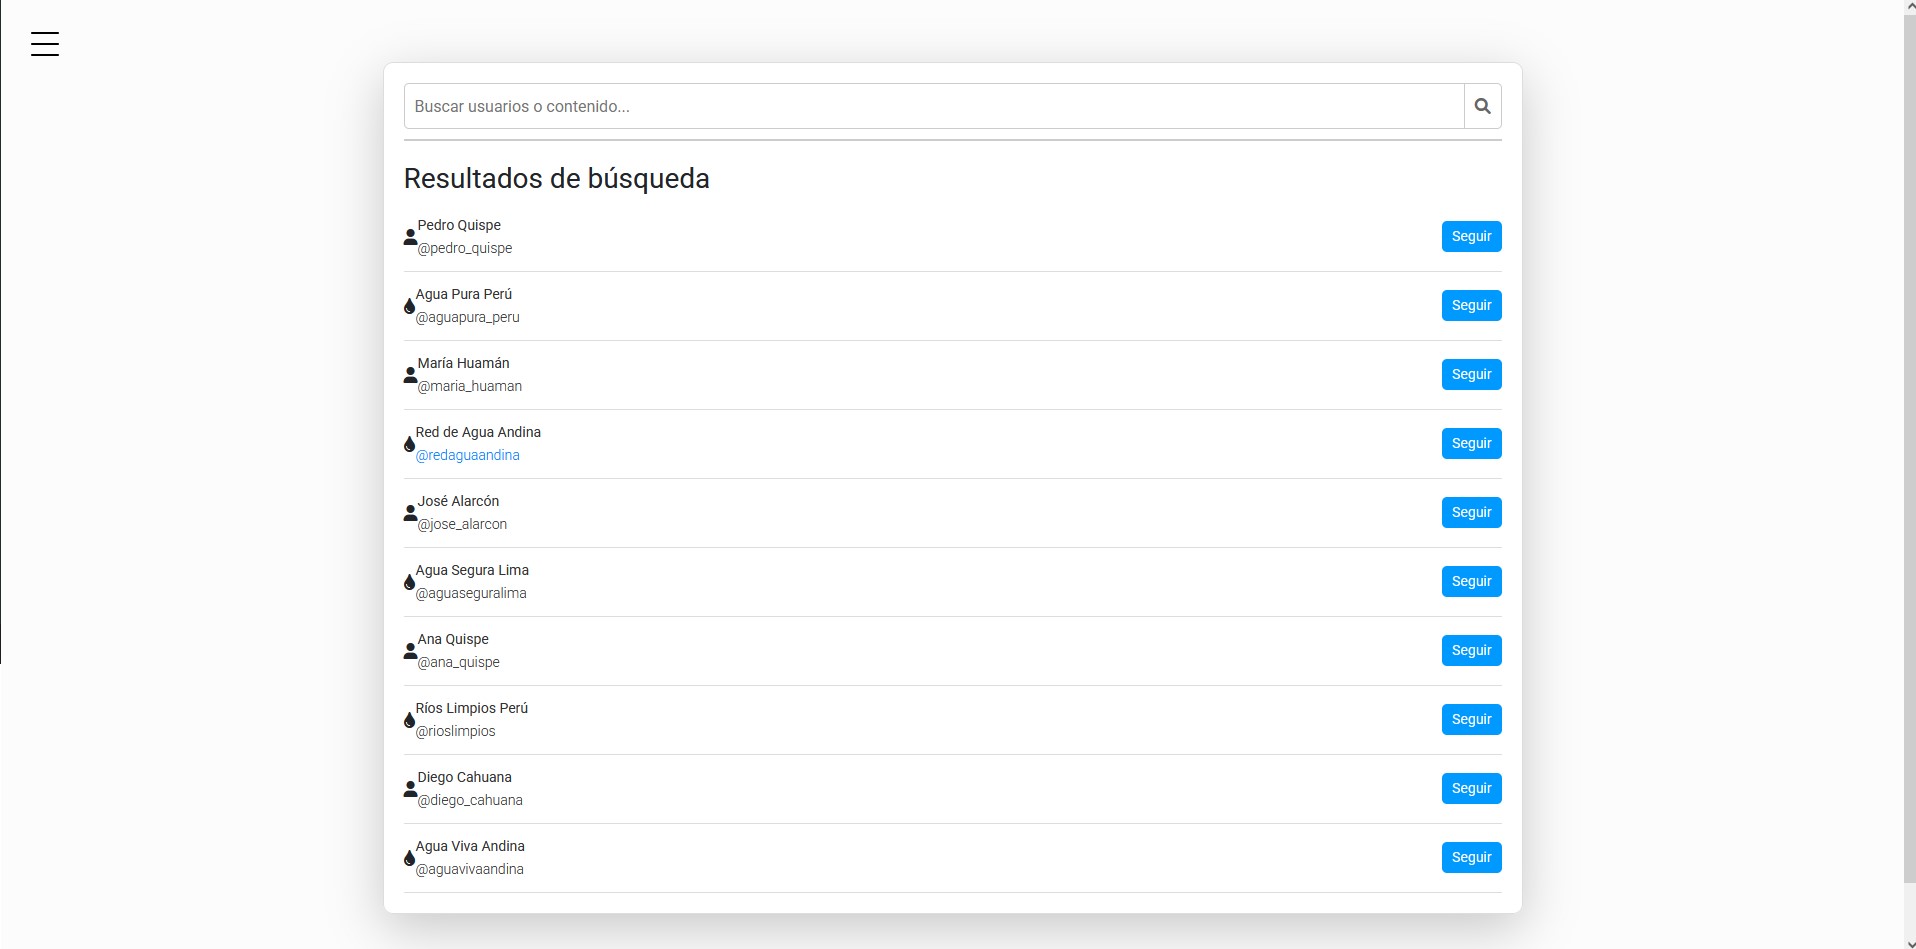 Buscar usuarios o contenido...
Resultados de búsqueda
Pedro Quispe
@pedro_quispe
Seguir
Agua Pura Perú
@aguapura_peru
Seguir
María Huamán
@maria_huaman
Seguir
Red de Agua Andina
@redaguaandina
Seguir
José Alarcón
@jose_alarcon
Seguir
Agua Segura Lima
@aguaseguralima
Seguir
Ana Quispe
@ana_quispe
Seguir
Ríos Limpios Perú
@rioslimpios
Seguir
Diego Cahuana
@diego_cahuana
Seguir
Agua Viva Andina
@aguavivaandina
Seguir